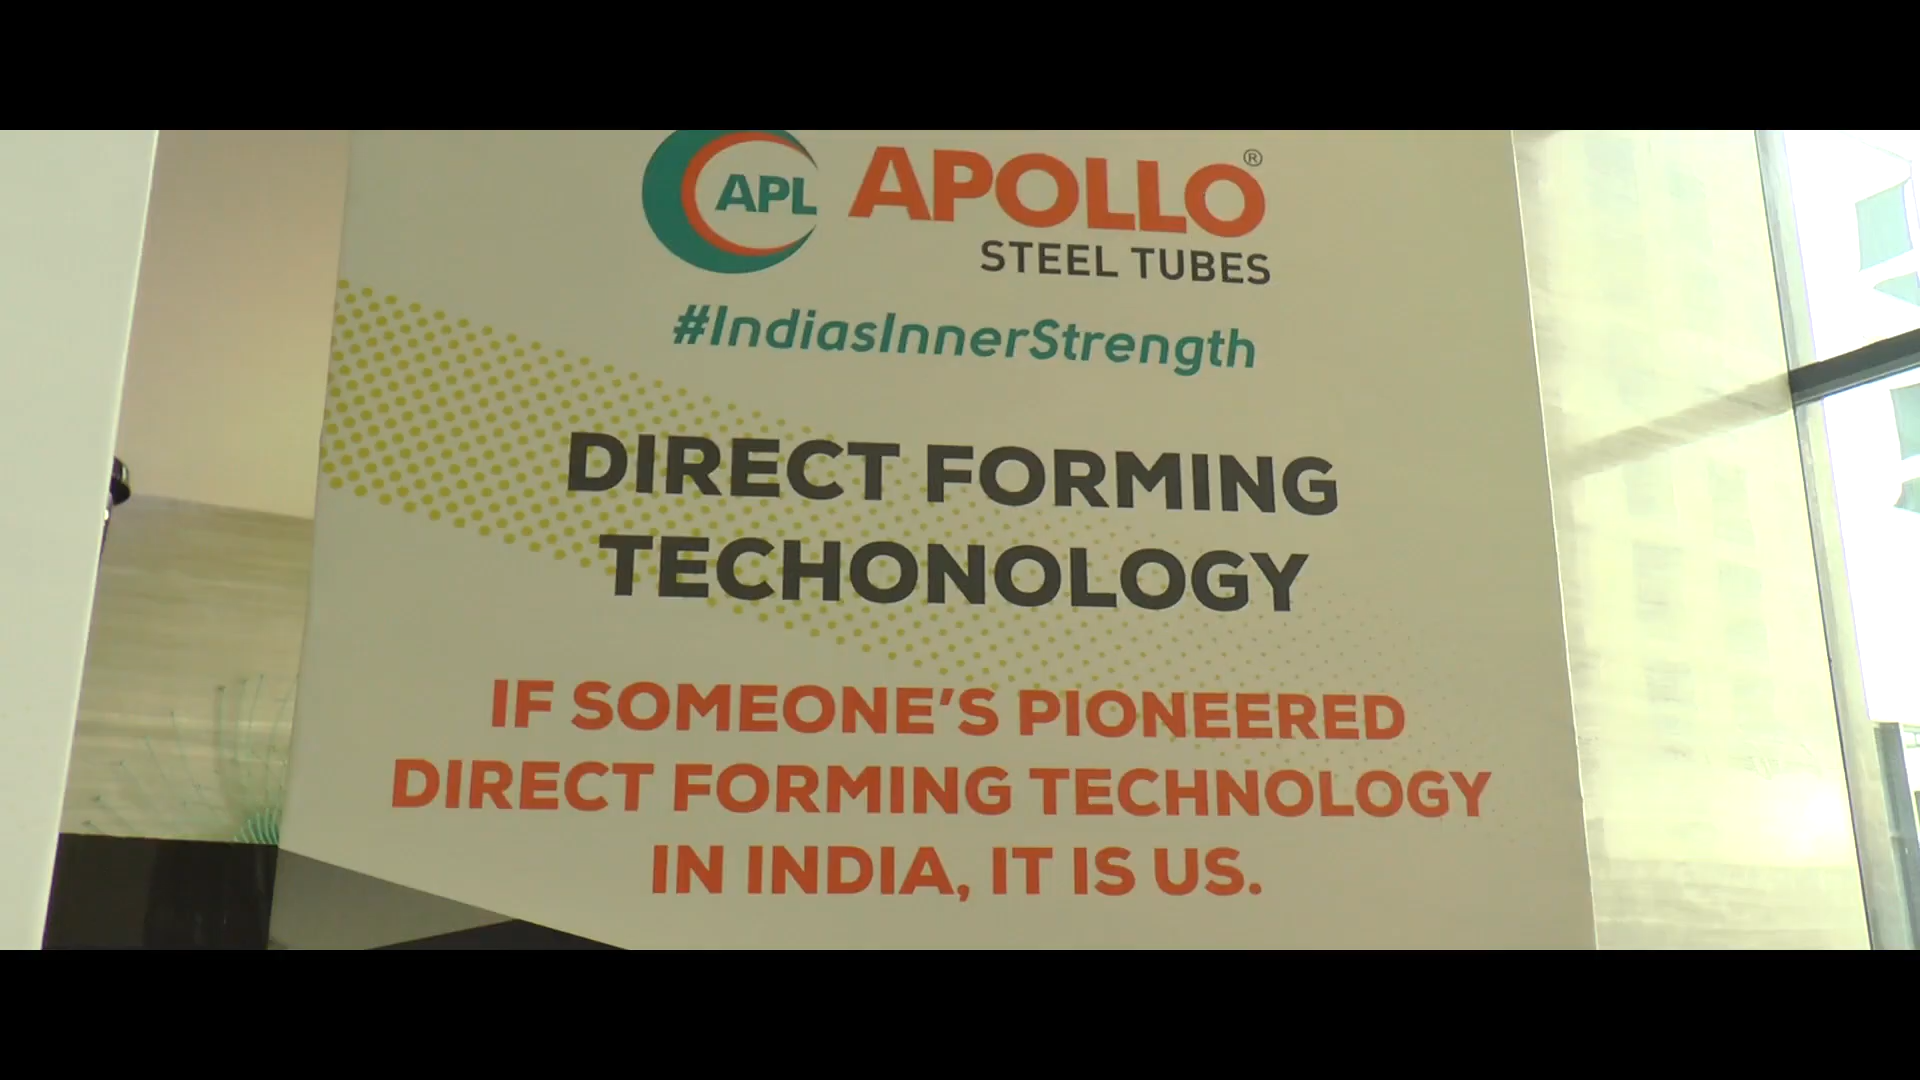 APL APOLLO®
STEEL TUBES
#IndiasInnerStrength
DIRECT FORMING
TECHONOLOGY
IF SOMEONE'S PIONEERED
DIRECT FORMING TECHNOLOGY
IN INDIA, IT IS US.